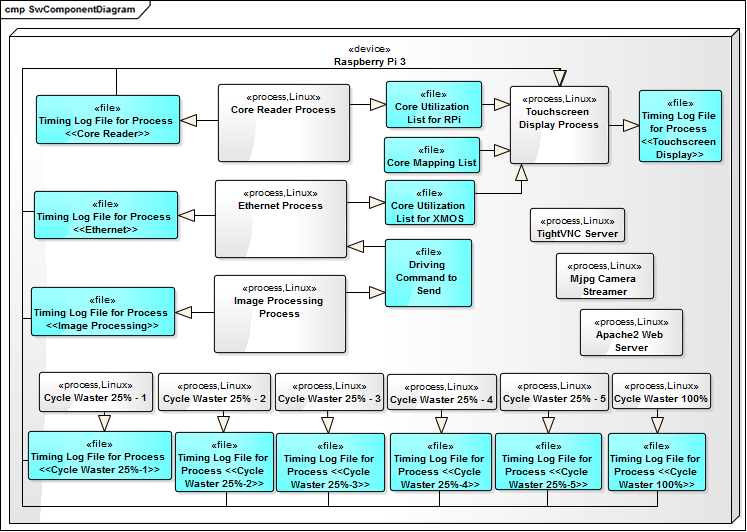 cmp SwComponentDiagram
«device»
Raspberry Pi 3
«file»
Timing Log File for Process
<<Core Reader>>
«process,Linux»
Core Reader Process
«file»
Core Utilization
List for RPi
«process,Linux»
Touchscreen
Display Process
«file»
Timing Log File
for Process
<<Touchscreen
Display>>
«file»
Core Mapping List
«file»
Timing Log File for Process
<<Ethernet>>
«process,Linux»
Ethernet Process
«file»
Core Utilization
List for XMOS
«process,Linux»
TightVNC Server
«file»
Driving
Command to
Send
«process,Linux»
Mjpg Camera
Streamer
«file»
Timing Log File for Process
<<Image Processing>>
«process,Linux»
Image Processing
Process
«process,Linux»
Apache2 Web
Server
«process,Linux»
Cycle Waster 25% - 1
«process,Linux»
Cycle Waster 25% - 2
«process,Linux»
Cycle Waster 25% - 3
«process,Linux»
Cycle Waster 25% - 4
«process,Linux»
Cycle Waster 25% - 5
«process,Linux»
Cycle Waster 100%
«file»
Timing Log File for Process
<<Cycle Waster 25%-1>>
«file»
Timing Log File for
Process <<Cycle
Waster 25%-2>>
«file»
Timing Log File for
Process <<Cycle
Waster 25%-3>>
«file»
Timing Log File for
Process <<Cycle
Waster 25%-4>>
«file»
Timing Log File for
Process <<Cycle
Waster 25%-5>>
«file»
Timing Log File for
Process <<Cycle
Waster 100%>>